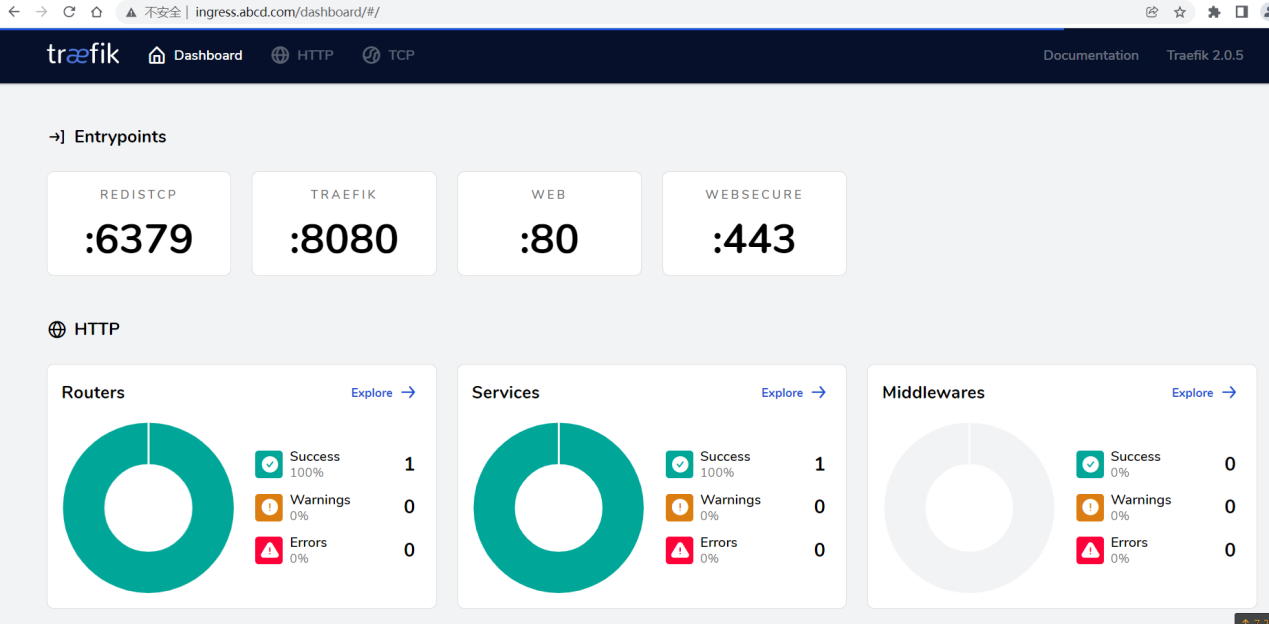 不安全 | ingress.abcd.com/dashboard/#/
træfik Dashboard HTTP TCP Documentation Traefik 2.0.5
Entrypoints
REDISTCP TRAEFIK WEB WEBSECURE
:6379 :8080 :80 :443
HTTP
Routers Explore
Success 1
100%
Warnings 0
0%
Errors 0
0%
Services Explore
Success 1
100%
Warnings 0
0%
Errors 0
0%
Middlewares Explore
Success 0
0%
Warnings 0
0%
Errors 0
0%